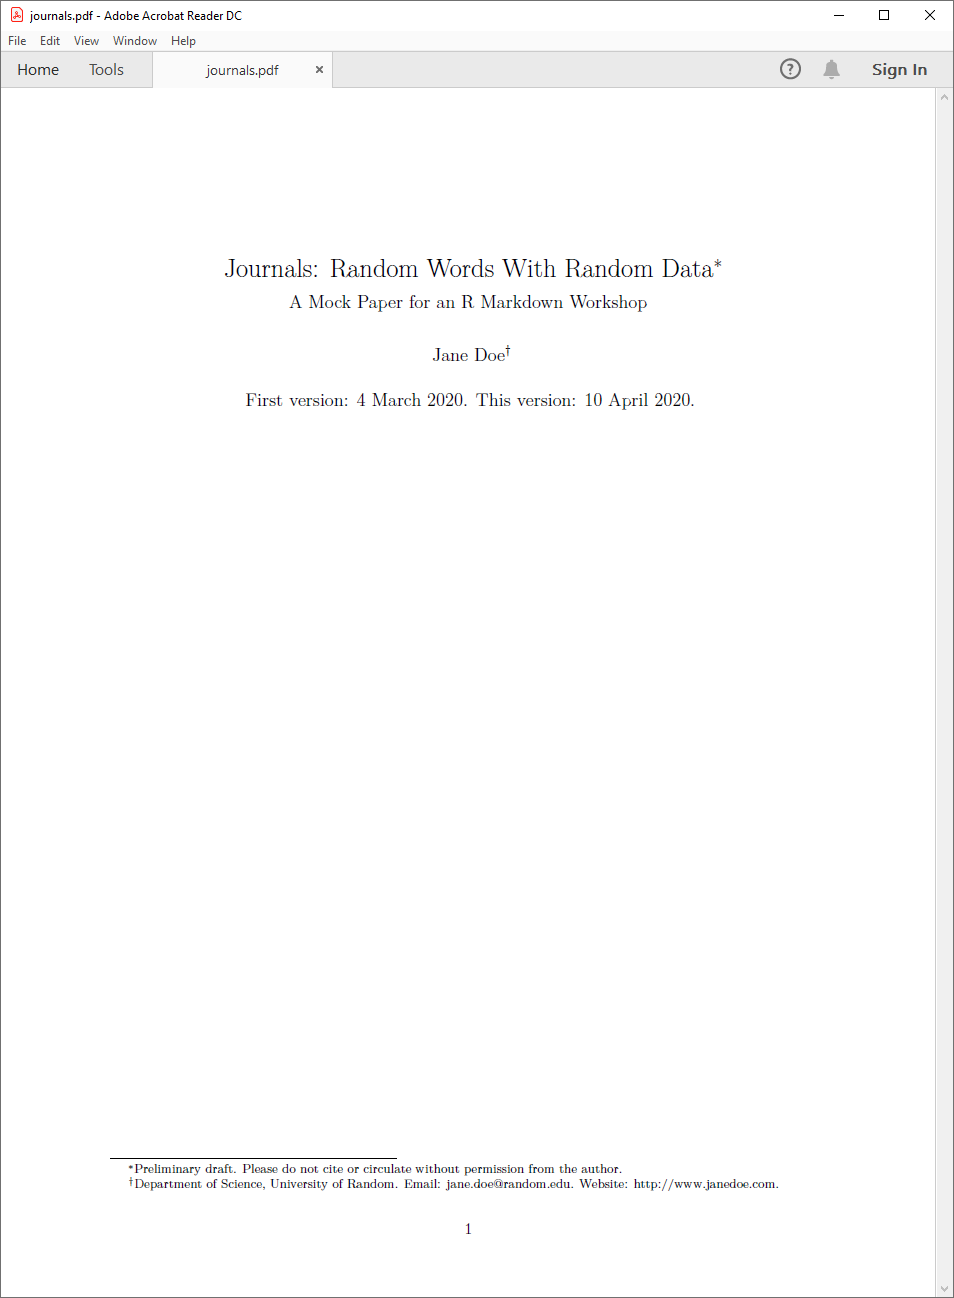 journals.pdf - Adobe Acrobat Reader DC
File Edit View Window Help
Home Tools journals.pdf × ? Sign In
Journals: Random Words With Random Data*
A Mock Paper for an R Markdown Workshop
Jane Doe†
First version: 4 March 2020. This version: 10 April 2020.
*Preliminary draft. Please do not cite or circulate without permission from the author.
†Department of Science, University of Random. Email: jane.doe@random.edu. Website: http://www.janedoe.com.
1